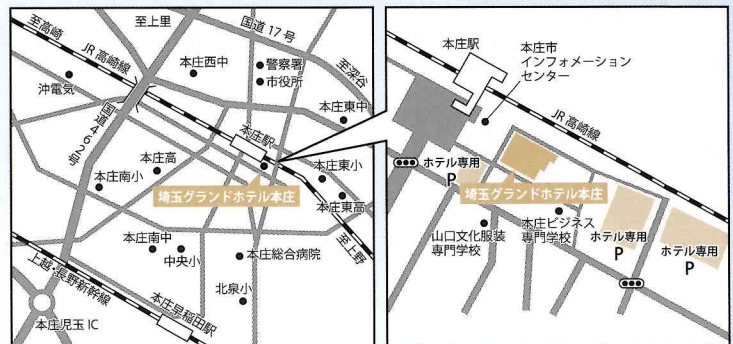 至高崎
至上里
国道17号
JR高崎線
本庄西中
警察署
市役所
至深谷
沖電気
本庄東中
国道462号
本庄駅
本庄高
本庄東小
本庄南小
埼玉グランドホテル本庄
本庄東高
至上野
本庄南中
中央小
本庄総合病院
上越・長野新幹線
北泉小
本庄早稲田駅
本庄児玉IC
本庄駅
本庄市
インフォメーション
センター
JR高崎線
ホテル専用
P
埼玉グランドホテル本庄
山口文化服装
専門学校
本庄ビジネス
専門学校
ホテル専用
P
ホテル専用
P